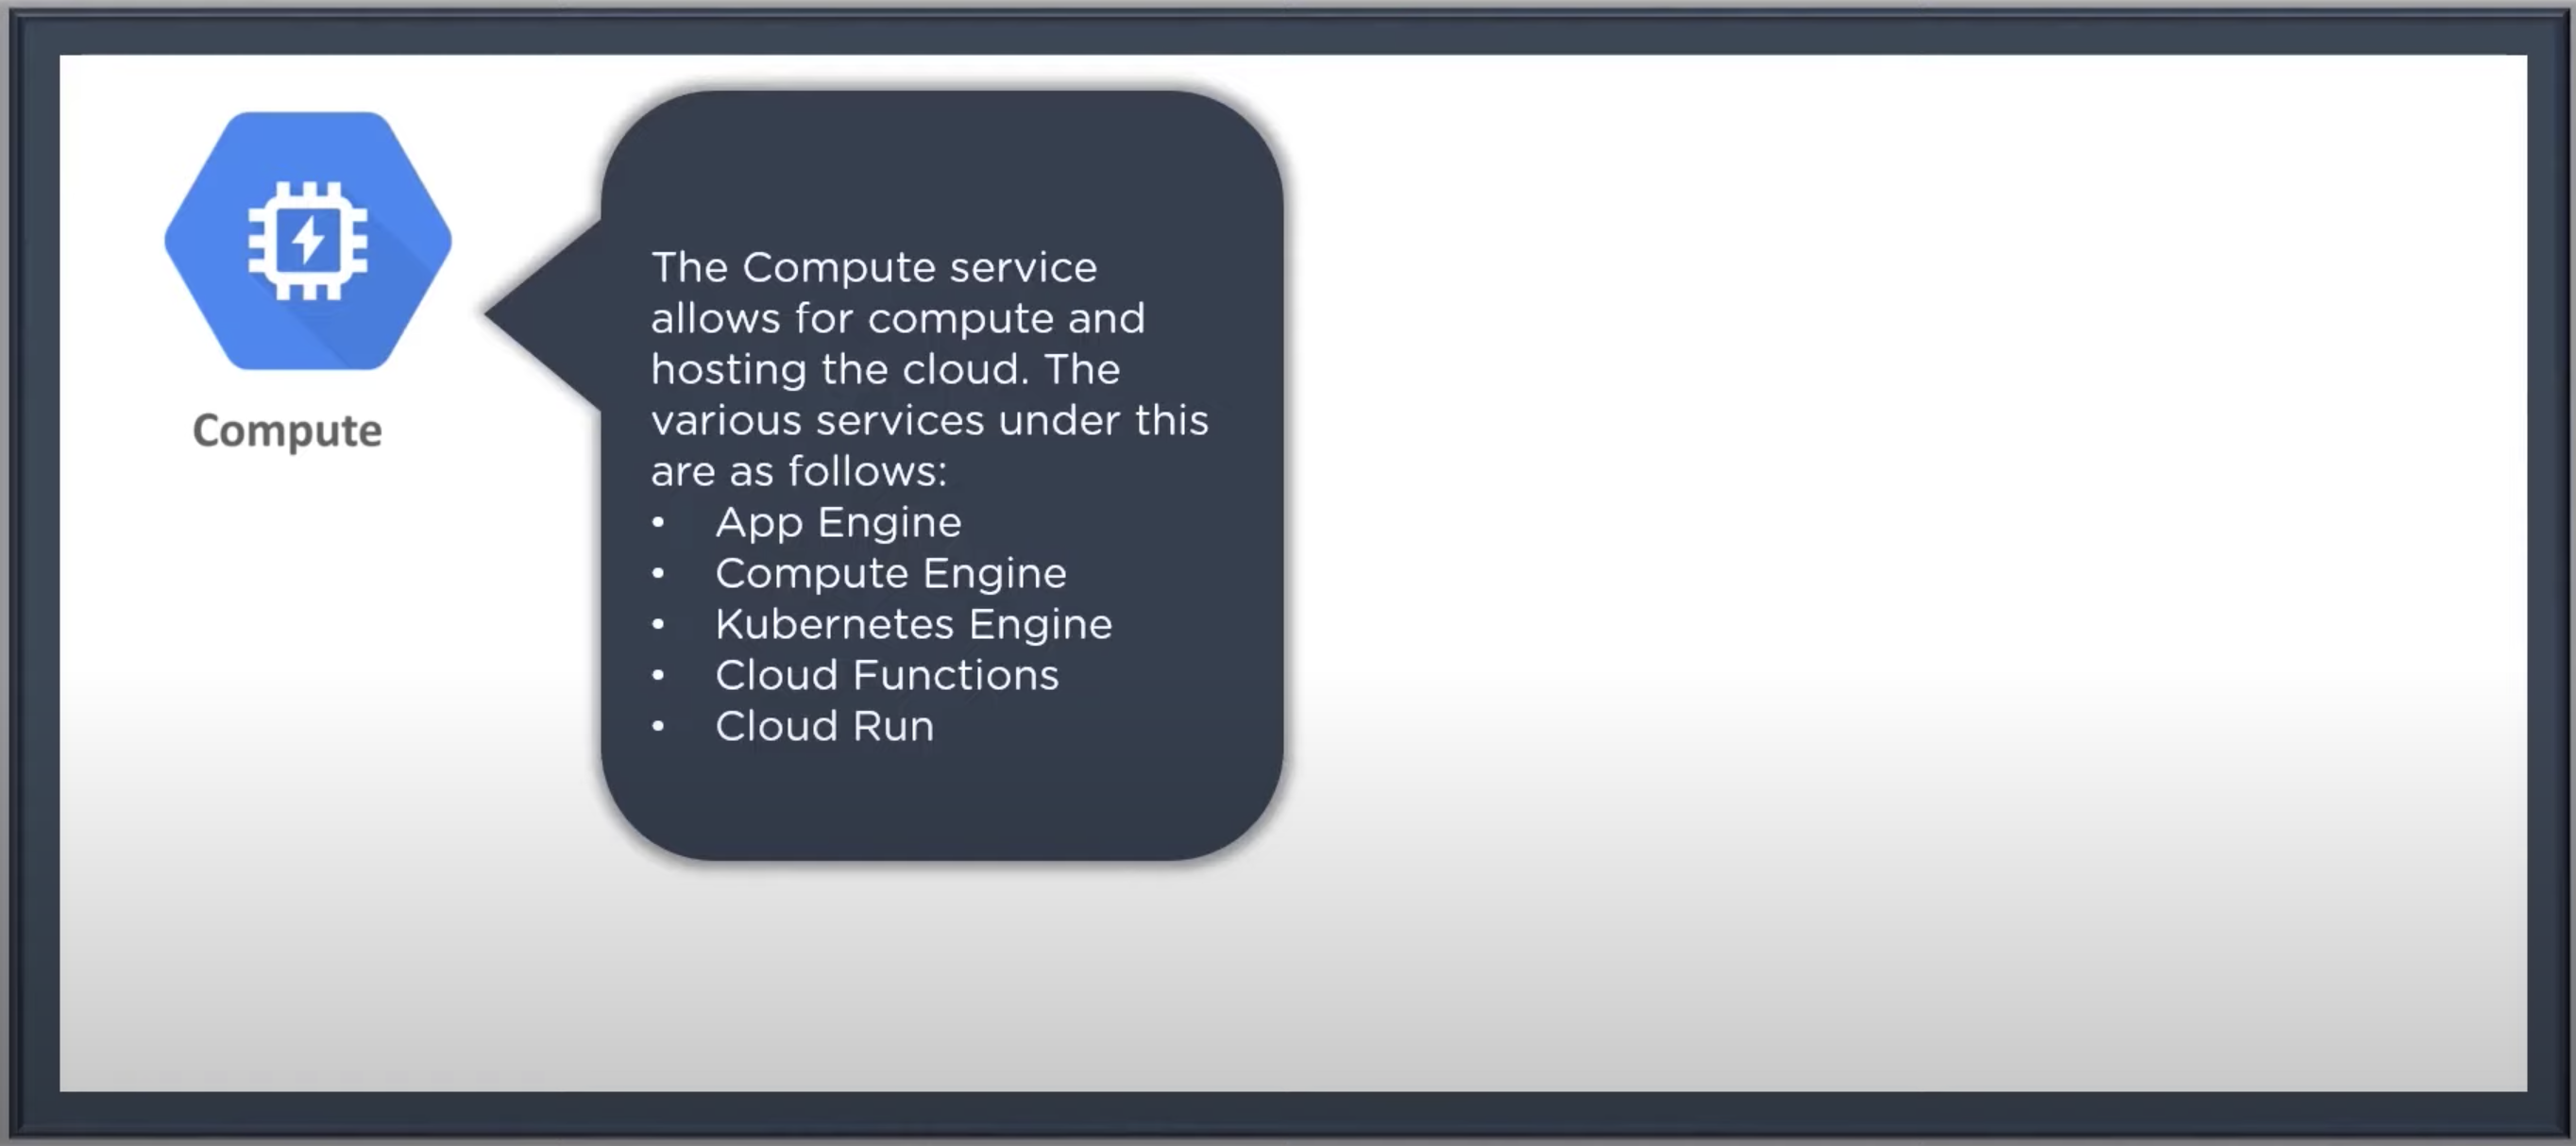 Compute
The Compute service
allows for compute and
hosting the cloud. The
various services under this
are as follows:
• App Engine
• Compute Engine
• Kubernetes Engine
• Cloud Functions
• Cloud Run